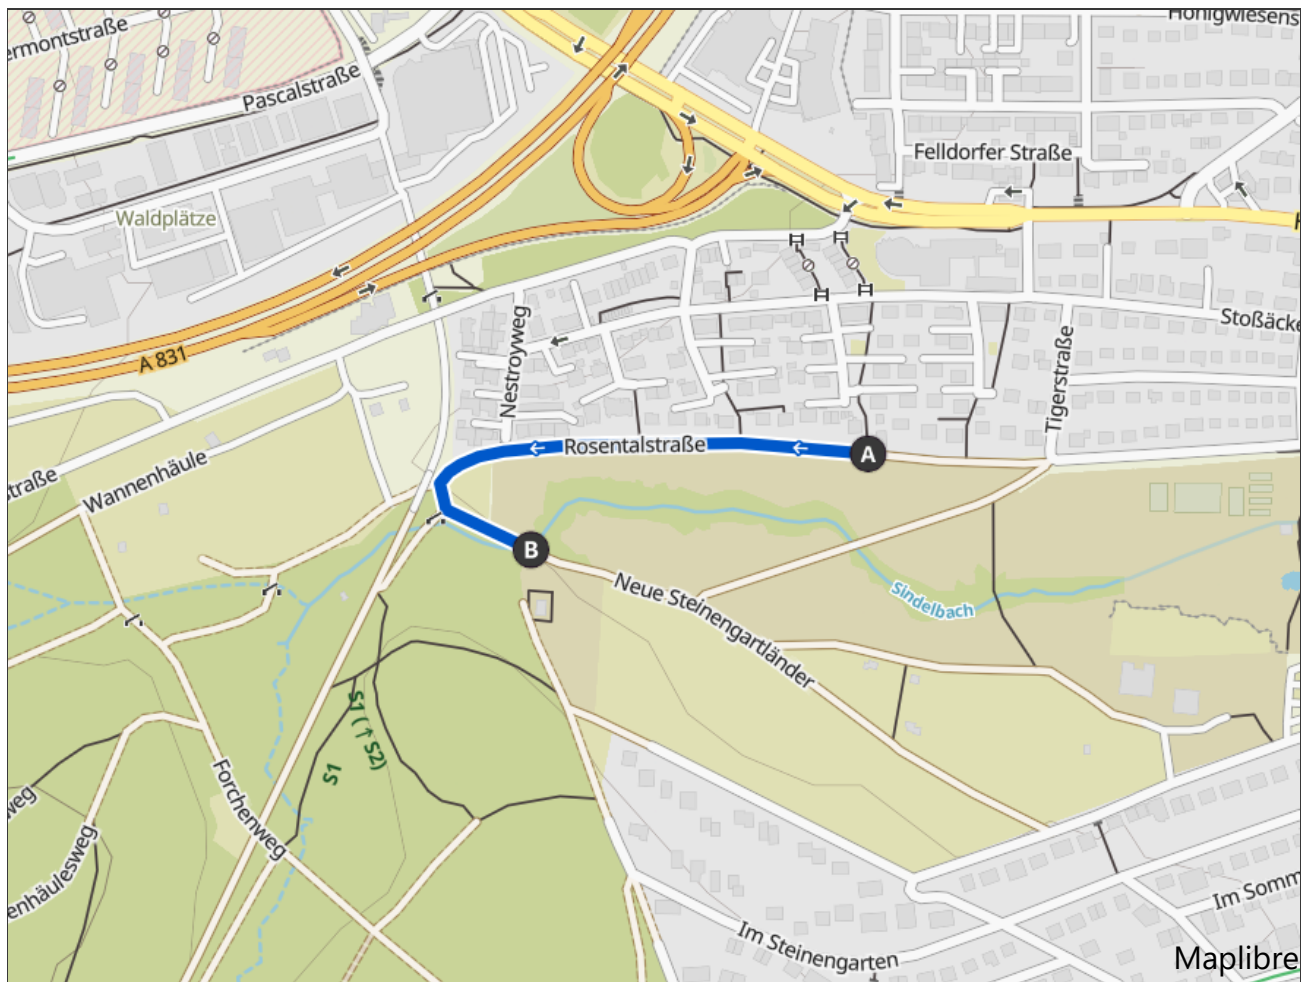 Honigwiesens
ermontstraße
Pascalstraße
Felldorfer Straße
Waldplätze
H
Stoßäcke
A 831
Nestroyweg
Tigerstraße
Rosentalstraße
A
straße
Wannenhäule
B
Neue Steinengartländer
Sindelbach
S1 (↑ S2)
S1
weg
Forchenweg
enhäulesweg
Im Somm
Im Steinengarten
Maplibre